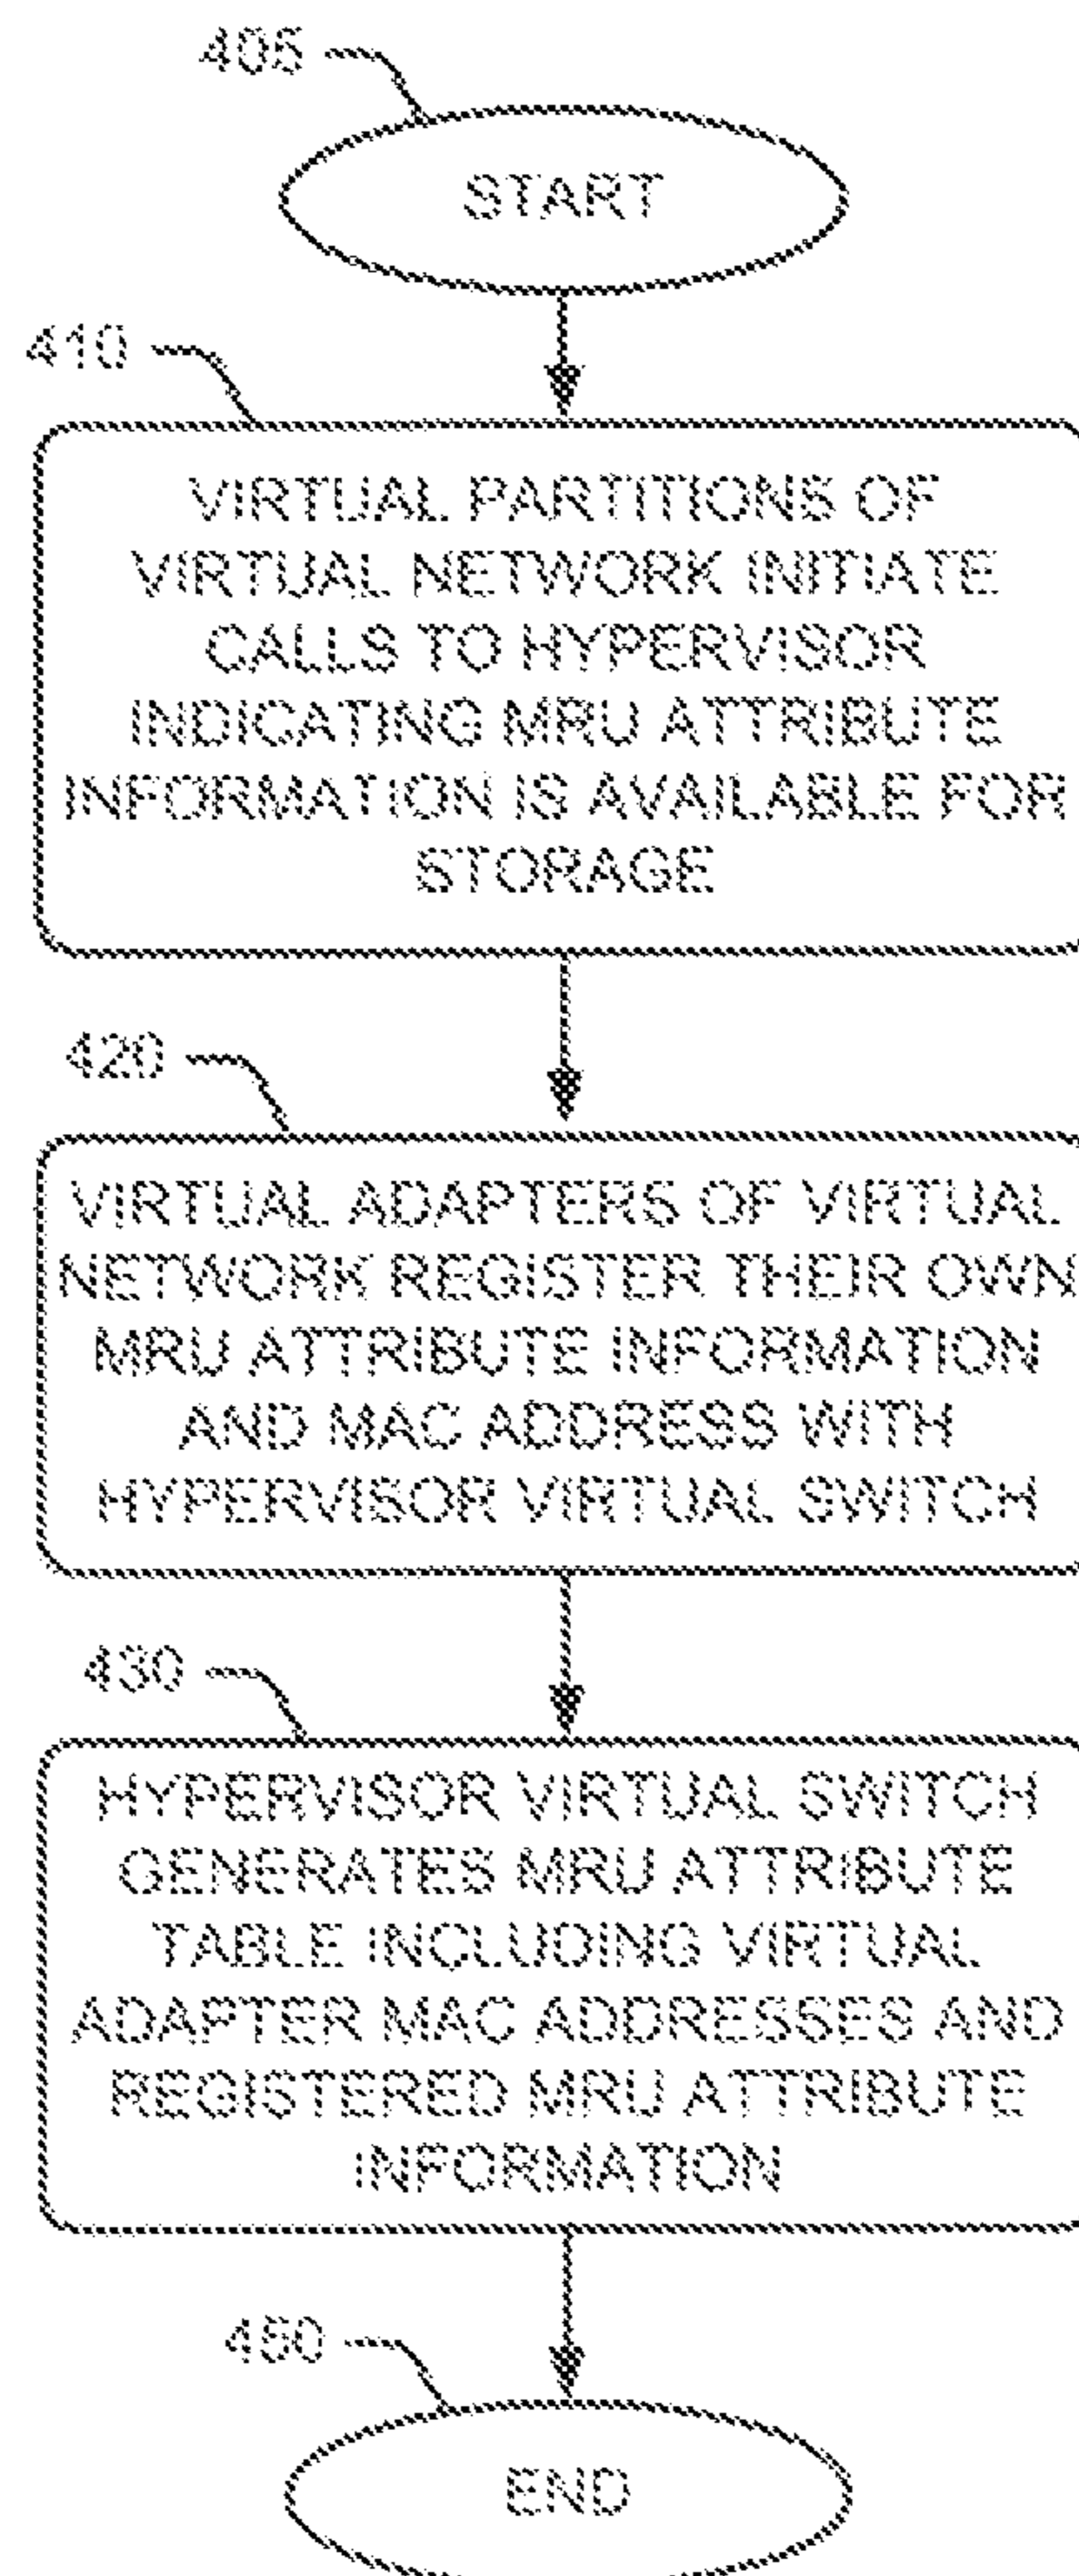 405
START
410
VIRTUAL PARTITIONS OF
VIRTUAL NETWORK INITIATE
CALLS TO HYPERVISOR
INDICATING MRU ATTRIBUTE
INFORMATION IS AVAILABLE FOR
STORAGE
420
VIRTUAL ADAPTERS OF VIRTUAL
NETWORK REGISTER THEIR OWN
MRU ATTRIBUTE INFORMATION
AND MAC ADDRESS WITH
HYPERVISOR VIRTUAL SWITCH
430
HYPERVISOR VIRTUAL SWITCH
GENERATES MRU ATTRIBUTE
TABLE INCLUDING VIRTUAL
ADAPTER MAC ADDRESSES AND
REGISTERED MRU ATTRIBUTE
INFORMATION
450
END